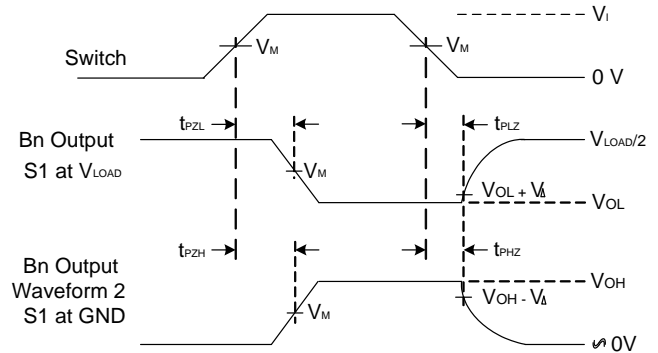 VI
Switch
VM
VM
0 V
tPZL
tPLZ
Bn Output
S1 at VLOAD
VM
VLOAD/2
VOL + VΔ
VOL
tPZH
tPHZ
Bn Output
Waveform 2
S1 at GND
VM
VOH
VOH - VΔ
≈ 0V